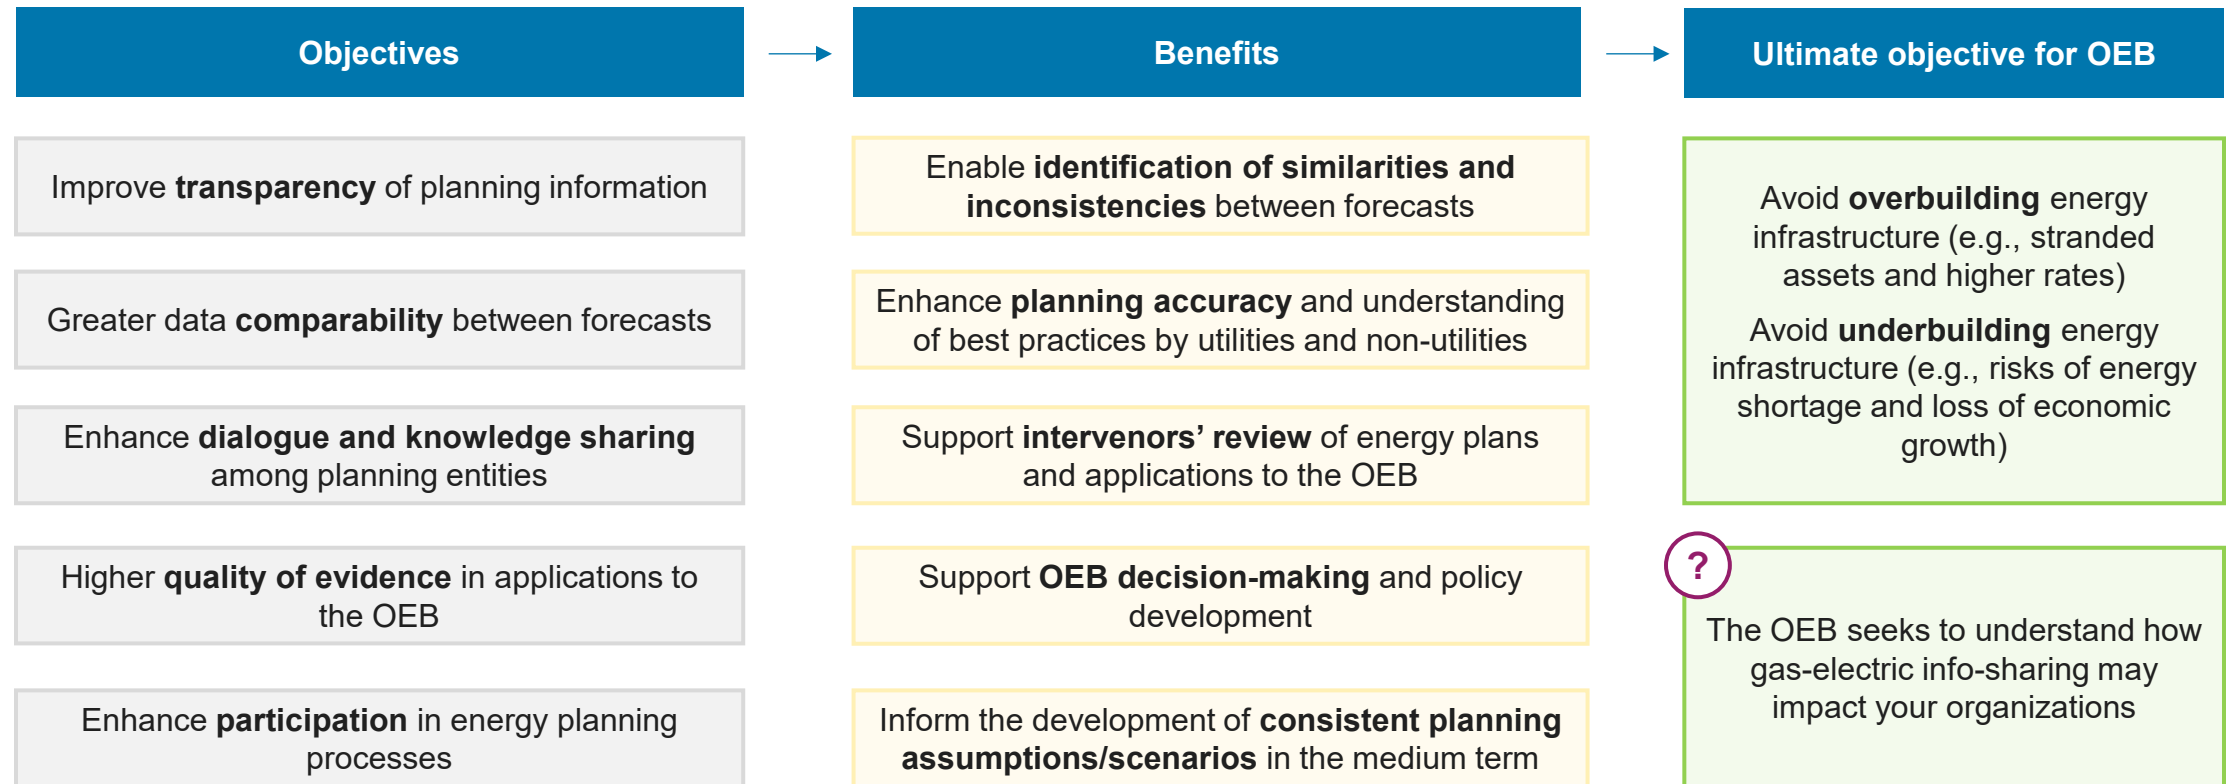 Objectives
Benefits
Ultimate objective for OEB
Improve transparency of planning information
Greater data comparability between forecasts
Enhance dialogue and knowledge sharing
among planning entities
Higher quality of evidence in applications to
the OEB
Enhance participation in energy planning
processes
Enable identification of similarities and
inconsistencies between forecasts
Enhance planning accuracy and understanding
of best practices by utilities and non-utilities
Support intervenors’ review of energy plans
and applications to the OEB
Support OEB decision-making and policy
development
Inform the development of consistent planning
assumptions/scenarios in the medium term
Avoid overbuilding energy
infrastructure (e.g., stranded
assets and higher rates)
Avoid underbuilding energy
infrastructure (e.g., risks of energy
shortage and loss of economic
growth)
?
The OEB seeks to understand how
gas-electric info-sharing may
impact your organizations